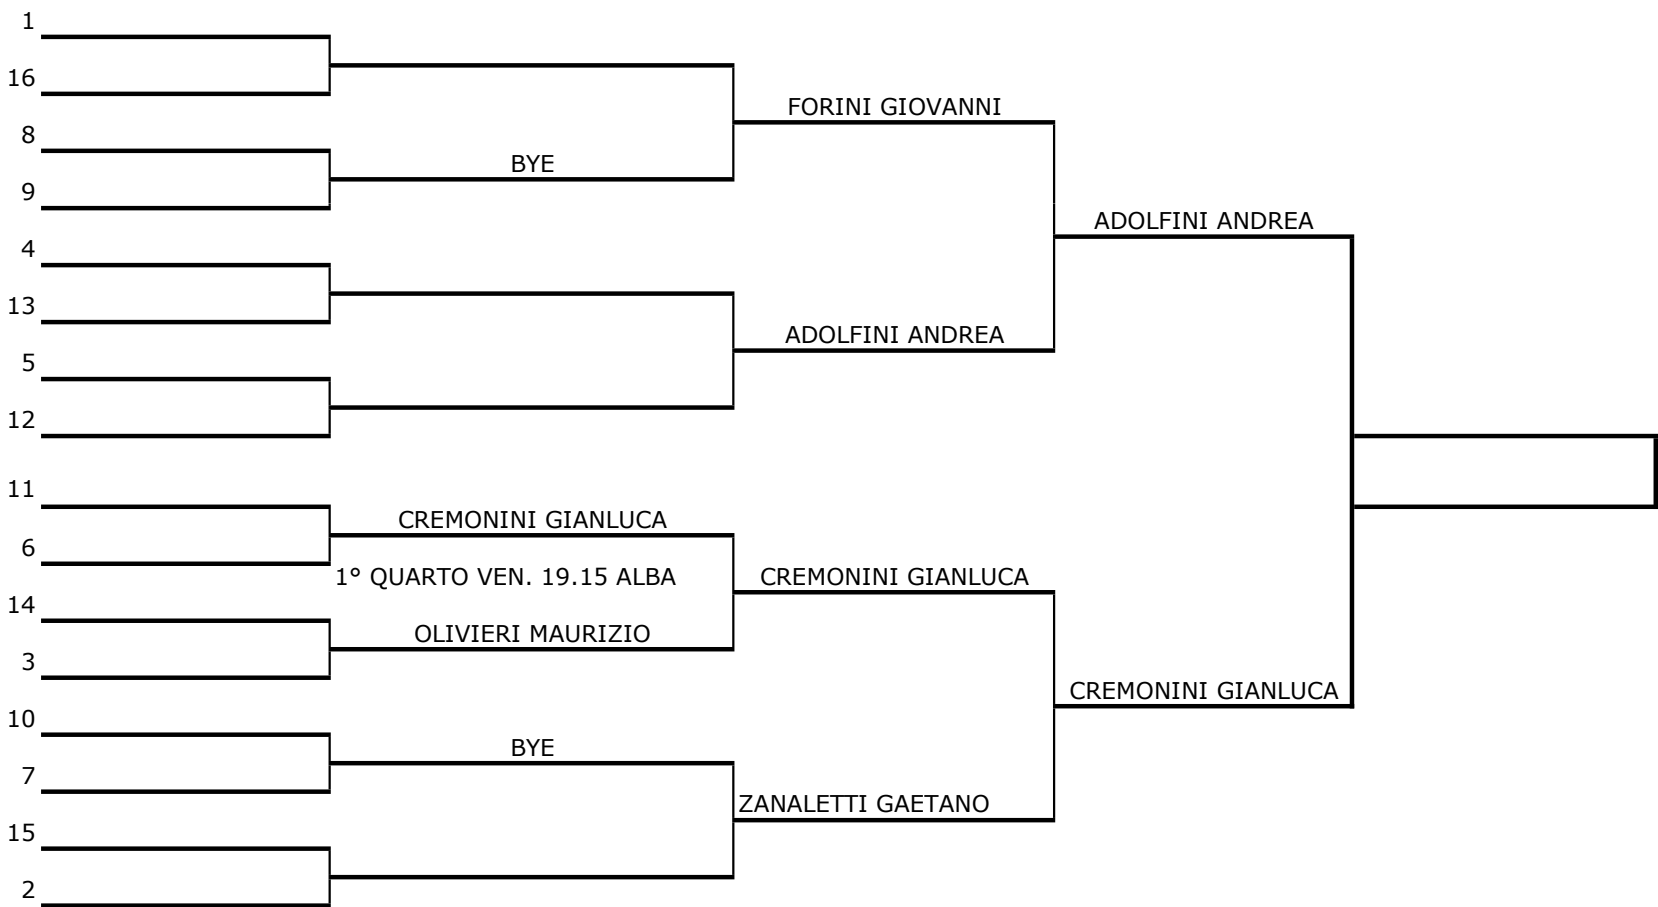 1
16
FORINI GIOVANNI
8
BYE
9
ADOLFINI ANDREA
4
13
ADOLFINI ANDREA
5
12
11
CREMONINI GIANLUCA
6
1° QUARTO VEN. 19.15 ALBA
CREMONINI GIANLUCA
14
OLIVIERI MAURIZIO
3
CREMONINI GIANLUCA
10
BYE
7
ZANALETTI GAETANO
15
2